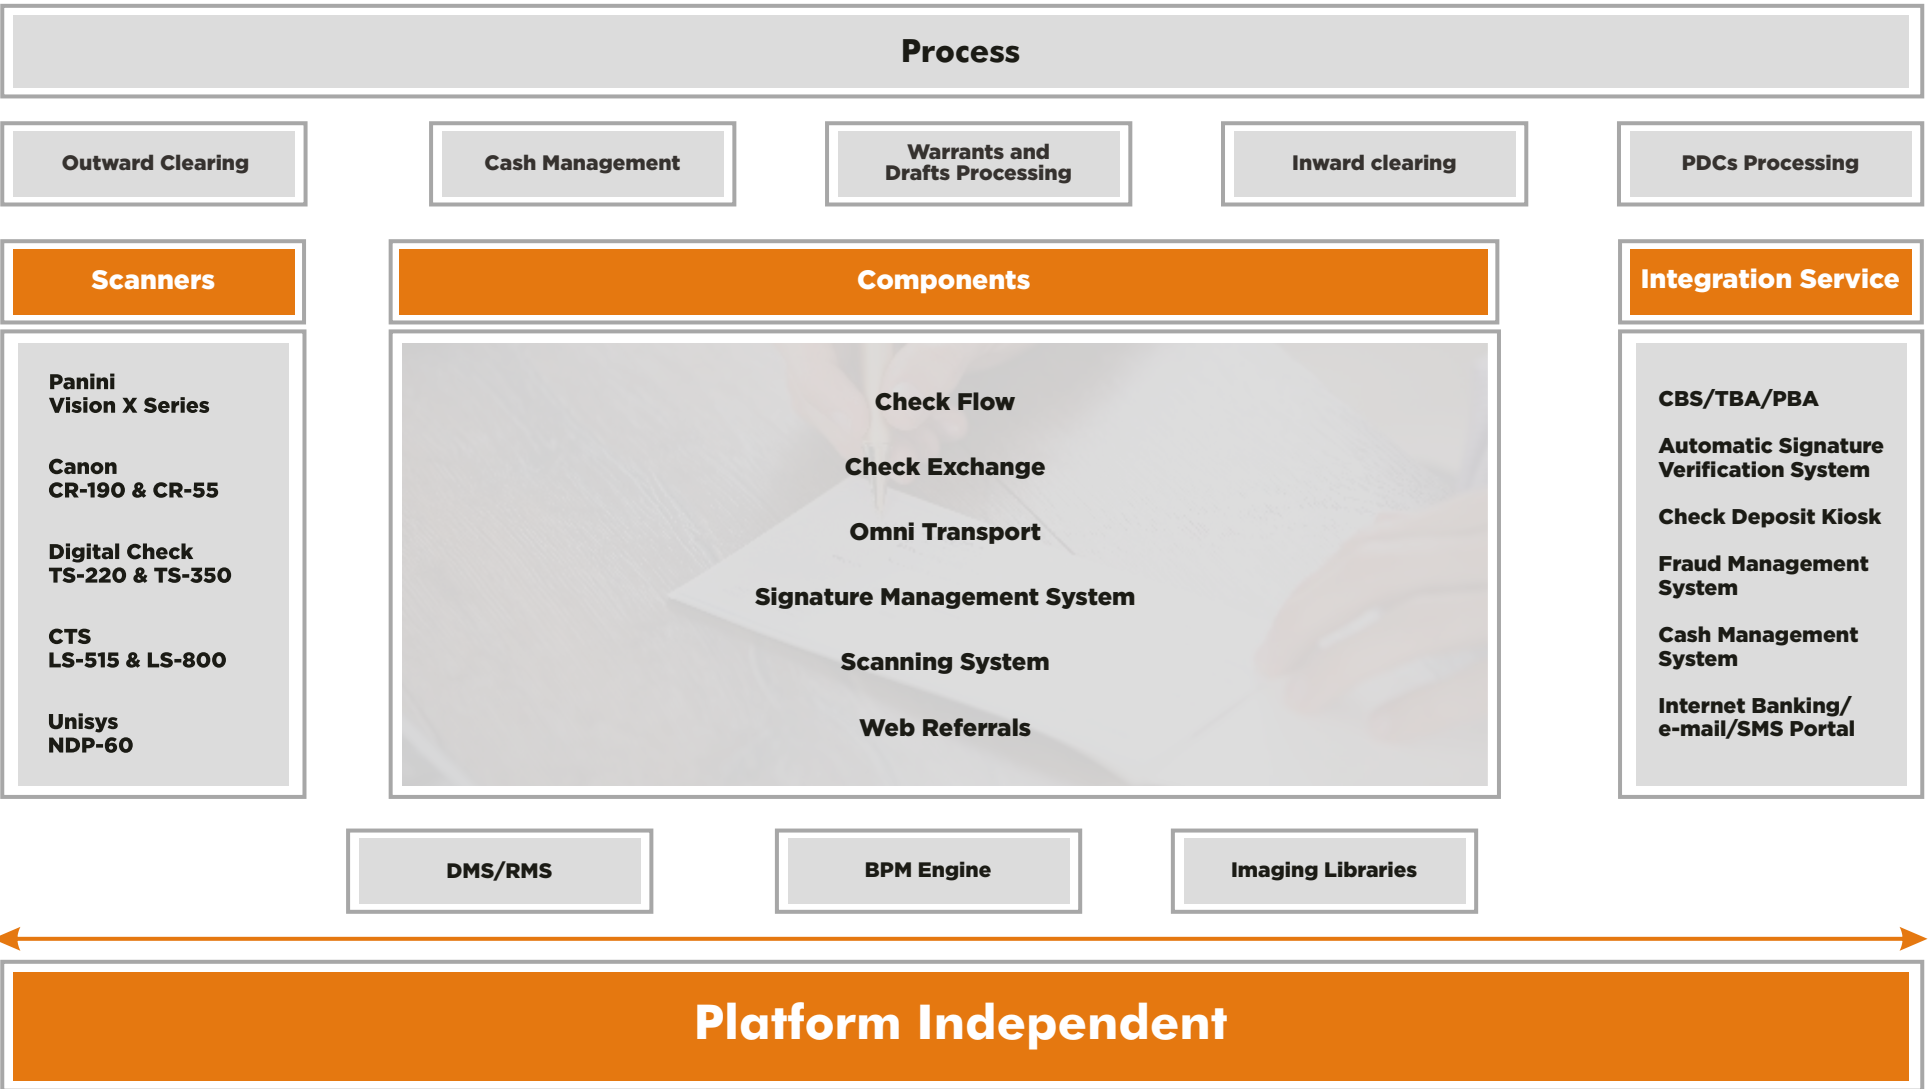 Process
Outward Clearing
Cash Management
Warrants and
Drafts Processing
Inward clearing
PDCs Processing
Scanners
Components
Integration Service
Panini
Vision X Series
Canon
CR-190 & CR-55
Digital Check
TS-220 & TS-350
CTS
LS-515 & LS-800
Unisys
NDP-60
Check Flow
Check Exchange
Omni Transport
Signature Management System
Scanning System
Web Referrals
CBS/TBA/PBA
Automatic Signature
Verification System
Check Deposit Kiosk
Fraud Management
System
Cash Management
System
Internet Banking/
e-mail/SMS Portal
DMS/RMS
BPM Engine
Imaging Libraries
Platform Independent